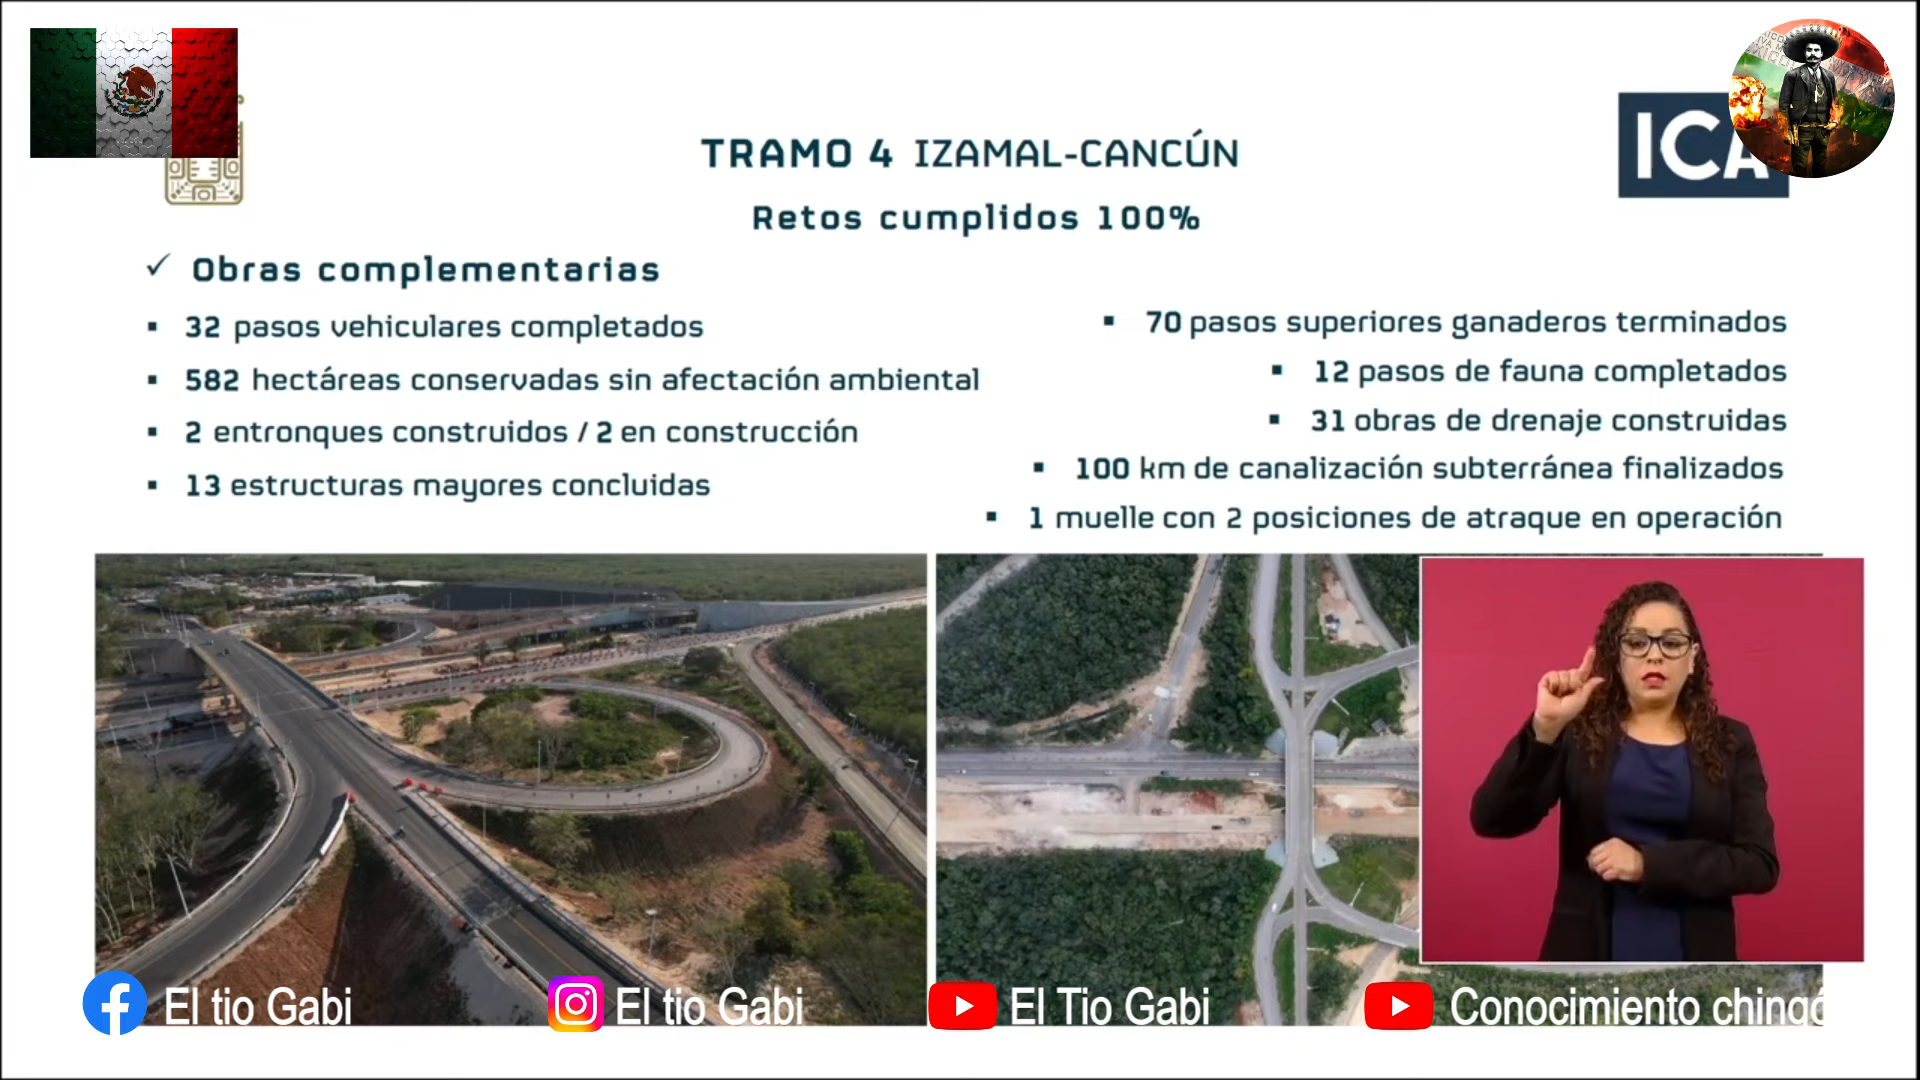 TRAMO 4 IZAMAL-CANCÚN
Retos cumplidos 100%
✓ Obras complementarias
▪ 32 pasos vehiculares completados
▪ 582 hectáreas conservadas sin afectación ambiental
▪ 2 entronques construidos / 2 en construcción
▪ 13 estructuras mayores concluidas
▪ 70 pasos superiores ganaderos terminados
▪ 12 pasos de fauna completados
▪ 31 obras de drenaje construidas
▪ 100 km de canalización subterránea finalizados
▪ 1 muelle con 2 posiciones de atraque en operación
ICA
El tio Gabi
El tio Gabi
El Tio Gabi
Conocimiento chingó